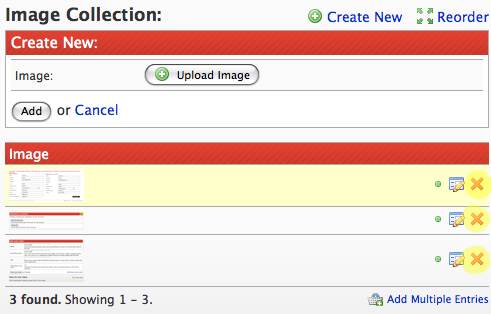 Image Collection:
Create New Reorder
Create New:
Image: Upload Image
Add or Cancel
Image
3 found. Showing 1 - 3.
Add Multiple Entries